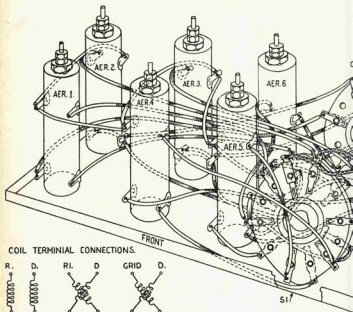 AER.2.
AER.3.
AER.6.
AER.1.
AER.4
AER.5.
FRONT
COIL TERMINIAL CONNECTIONS.
R. D. RI. D GRID D.
S1